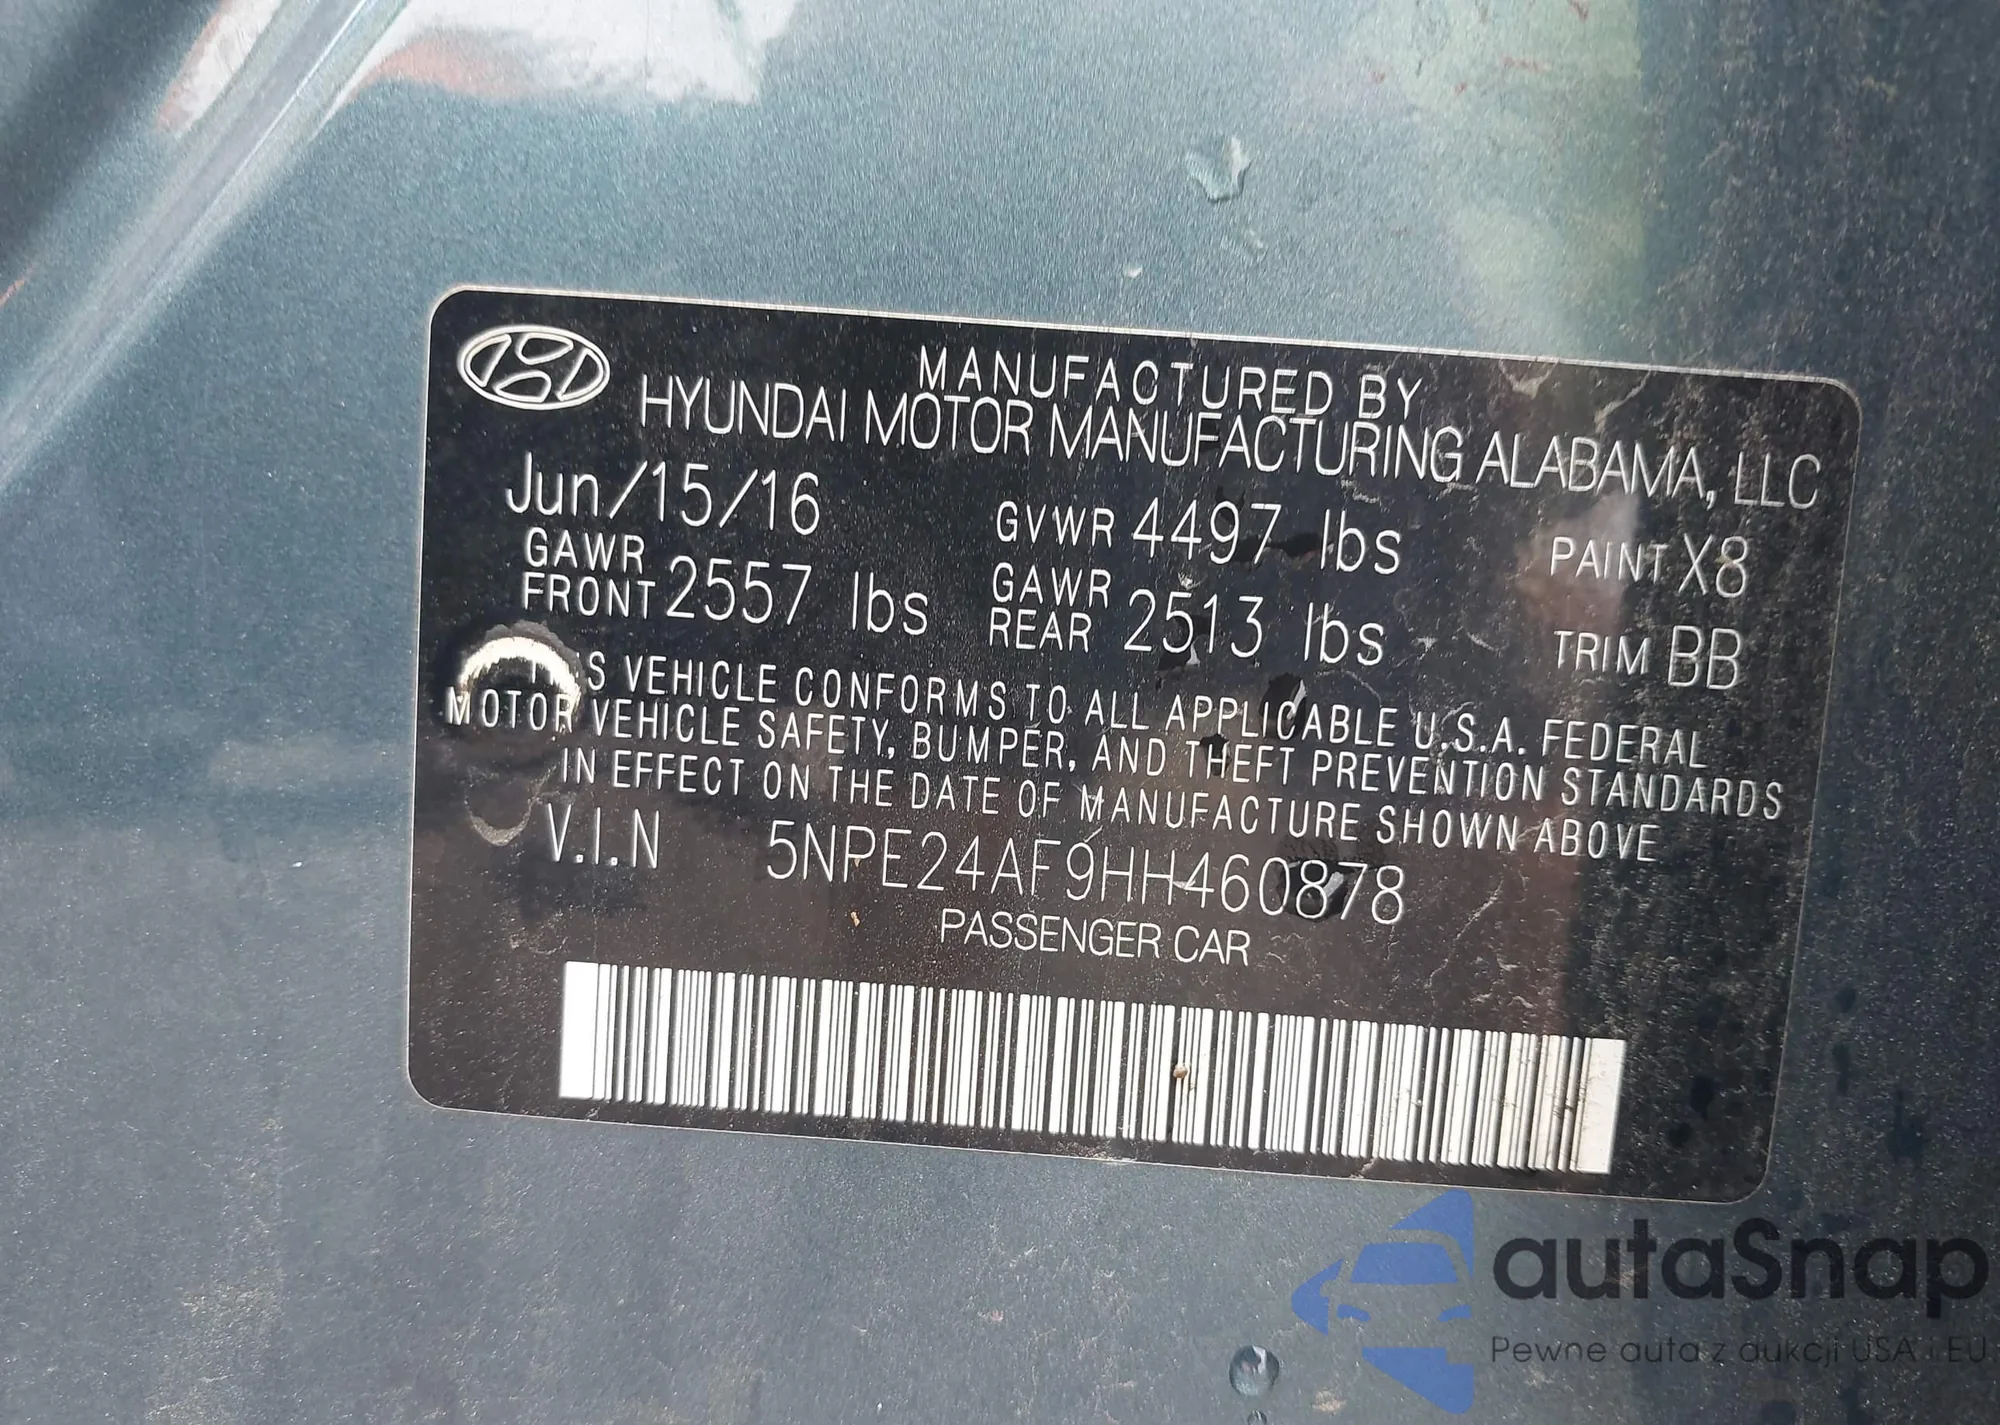 MANUFACTURED BY
HYUNDAI MOTOR MANUFACTURING ALABAMA, LLC
Jun/15/16 GVWR 4497 lbs PAINT X8
GAWR FRONT 2557 lbs GAWR REAR 2513 lbs TRIM BB
THIS VEHICLE CONFORMS TO ALL APPLICABLE U.S.A. FEDERAL
MOTOR VEHICLE SAFETY, BUMPER, AND THEFT PREVENTION STANDARDS
IN EFFECT ON THE DATE OF MANUFACTURE SHOWN ABOVE
V.I.N 5NPE24AF9HH460878
PASSENGER CAR
autaSnap
Pewne auta z aukcji USA i EU